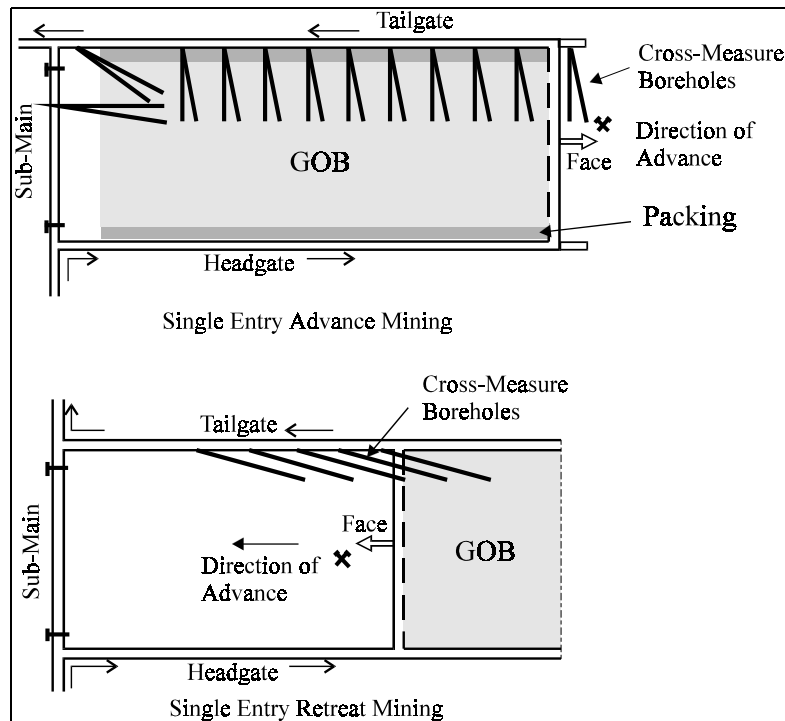 Tailgate
Cross-Measure
Boreholes
Sub-Main
GOB
Direction of
Advance
Face
Packing
Headgate
Single Entry Advance Mining
Cross-Measure
Boreholes
Tailgate
Sub-Main
Face
GOB
Direction of
Advance
Headgate
Single Entry Retreat Mining